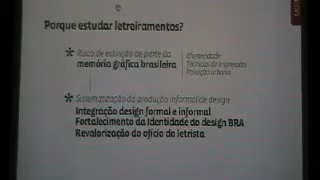 Porque estudar letreiramentos?
* Risco de extinção de parte da
memória gráfica brasileira
Efemeridade
Técnicas de impressão
Poluição urbana
* Sistematização da produção informal de design
Integração design formal e informal
Fortalecimento da Identidade do design BRA
Revalorização do ofício do letrista